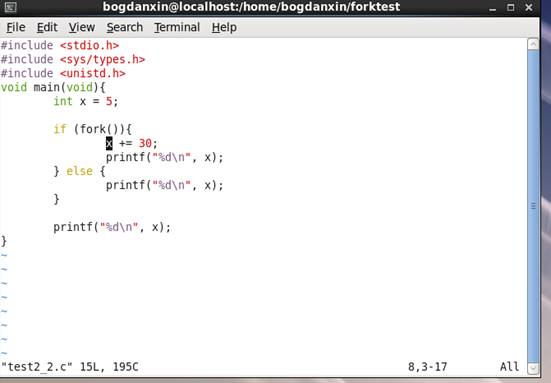 bogdanxin@localhost:/home/bogdanxin/forktest
File Edit View Search Terminal Help
#include <stdio.h>
#include <sys/types.h>
#include <unistd.h>
void main(void){
        int x = 5;

        if (fork()){
                x += 30;
                printf("%d\n", x);
        } else {
                printf("%d\n", x);
        }

        printf("%d\n", x);
}
~
~
~
~
~
~
~
~
"test2_2.c" 15L, 195C 8,3-17 All